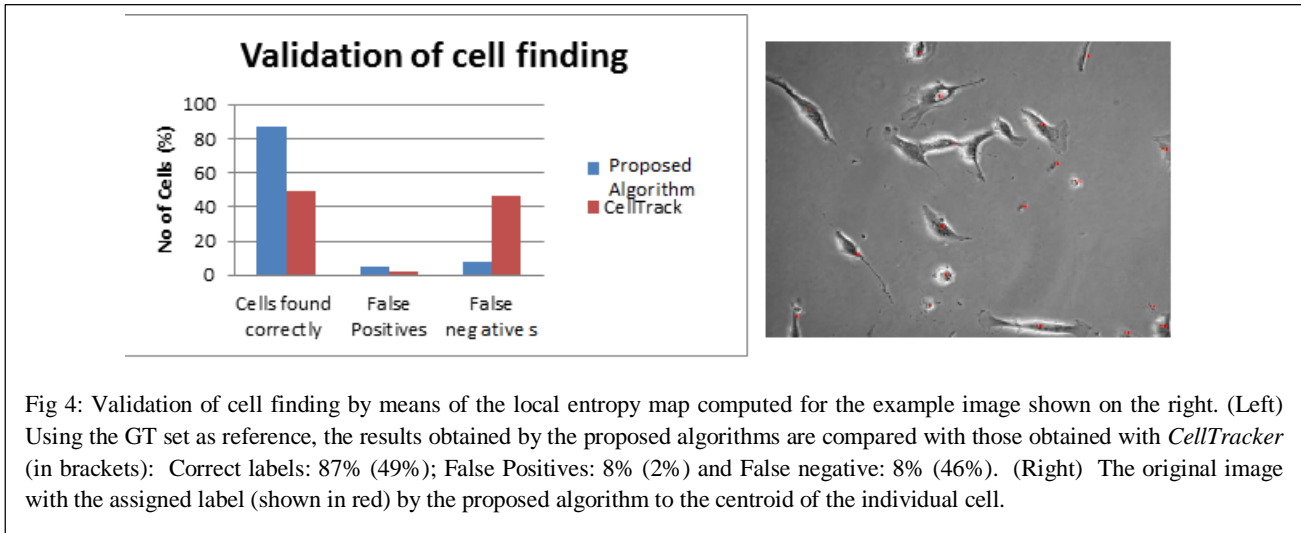 Validation of cell finding
No of Cells (%)
100
80
60
40
20
0
Cells found
correctly
False
Positives
False
negative s
Proposed
Algorithm
CellTrack
Fig 4: Validation of cell finding by means of the local entropy map computed for the example image shown on the right. (Left)
Using the GT set as reference, the results obtained by the proposed algorithms are compared with those obtained with CellTracker
(in brackets): Correct labels: 87% (49%); False Positives: 8% (2%) and False negative: 8% (46%). (Right) The original image
with the assigned label (shown in red) by the proposed algorithm to the centroid of the individual cell.